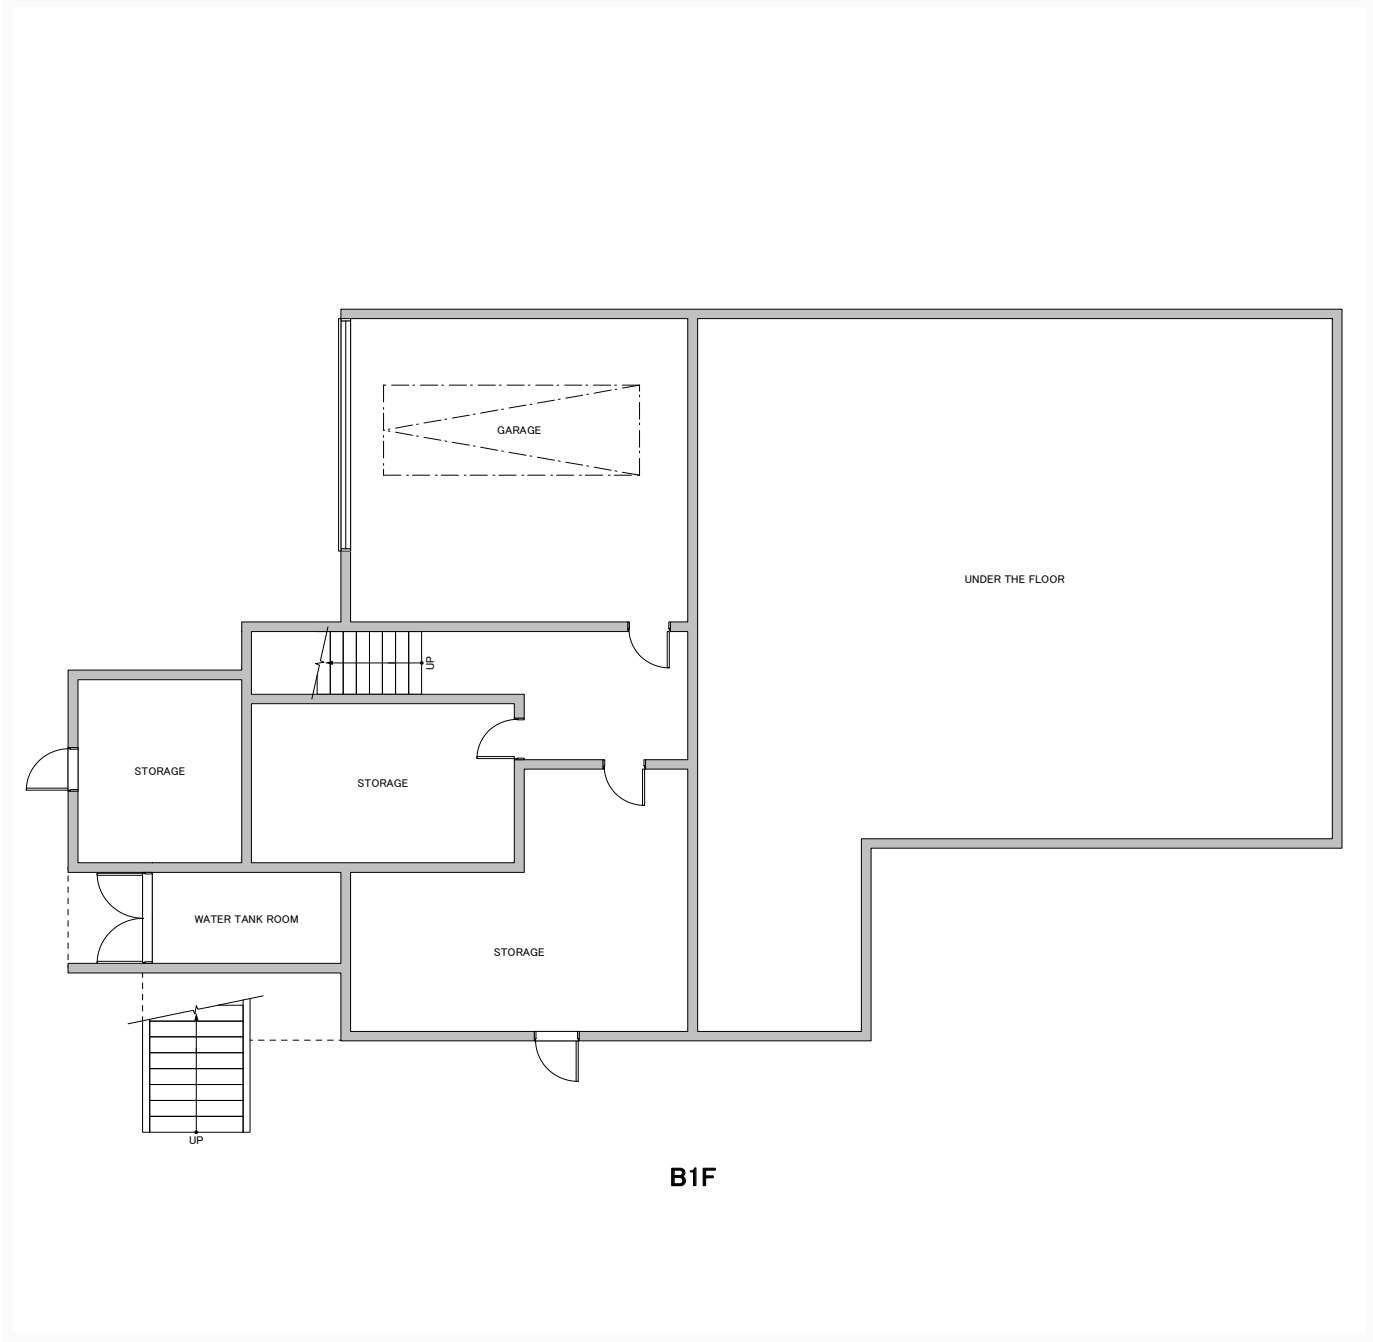 GARAGE
UNDER THE FLOOR
UP
STORAGE
STORAGE
WATER TANK ROOM
STORAGE
UP
B1F